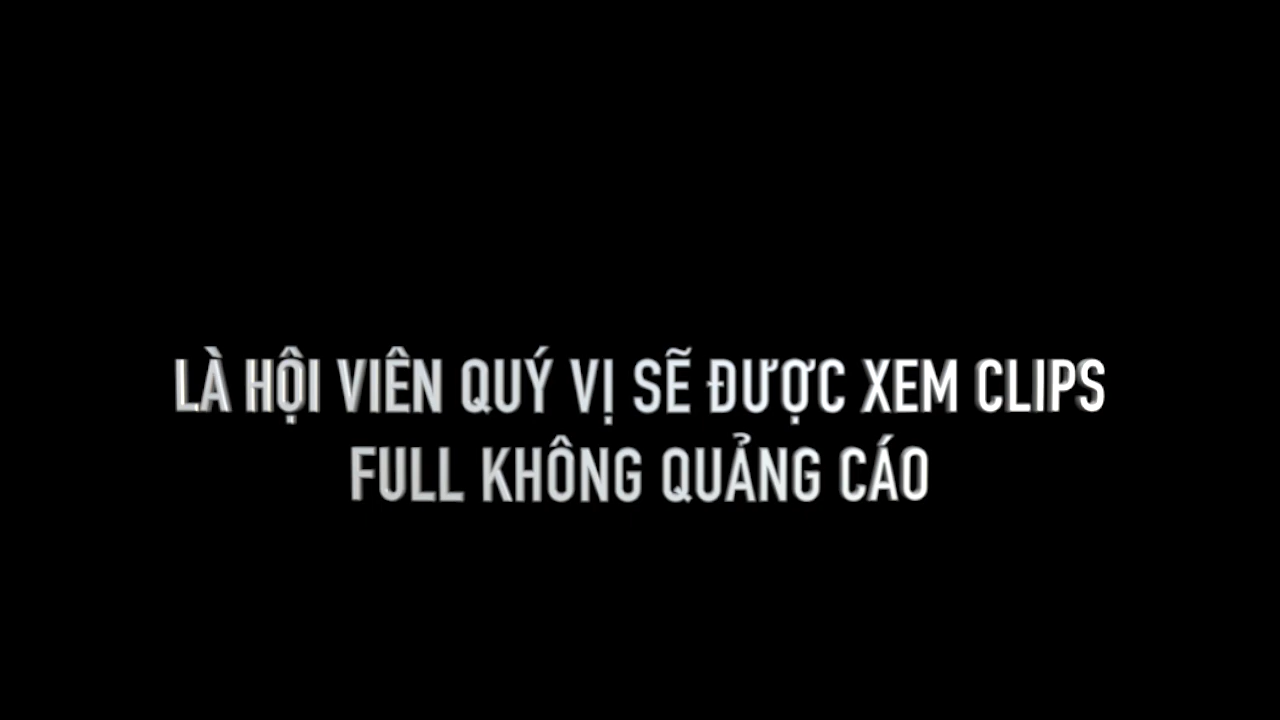 LÀ HỘI VIÊN QUÝ VỊ SẼ ĐƯỢC XEM CLIPS
FULL KHÔNG QUẢNG CÁO